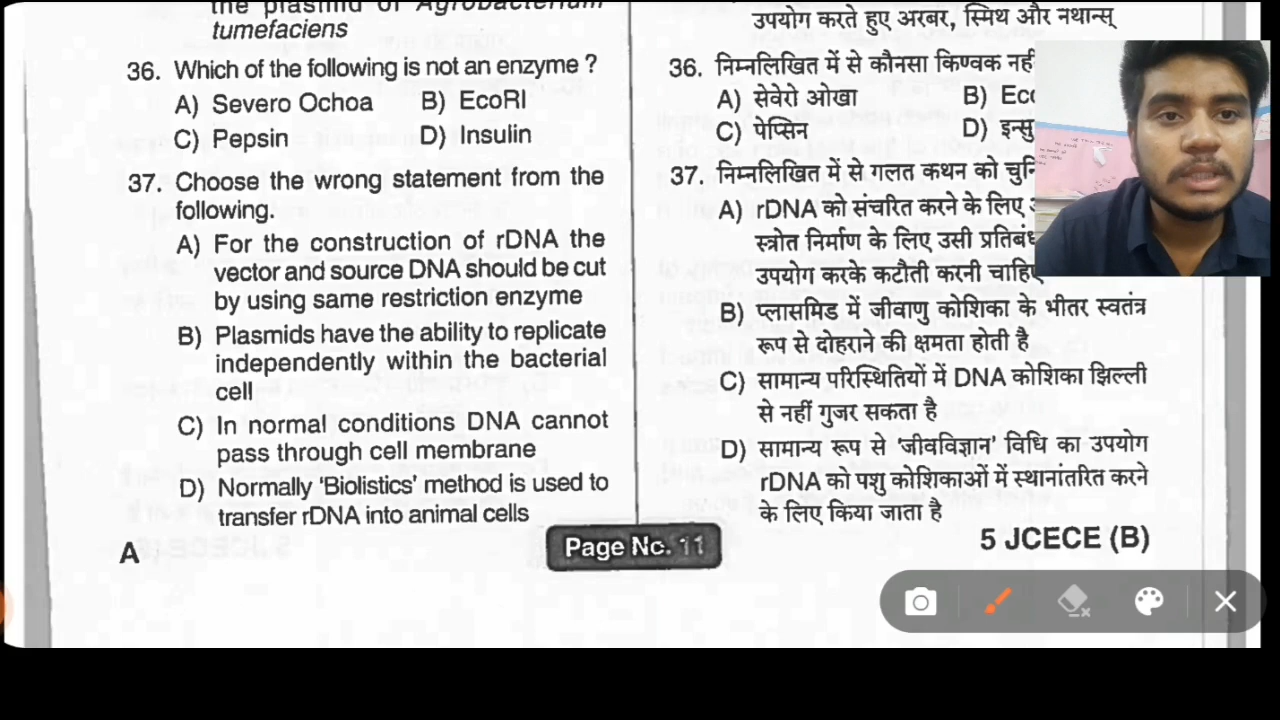 the plasmid of Agrobacterium
tumefaciens
36. Which of the following is not an enzyme ?
A) Severo Ochoa B) EcoRI
C) Pepsin D) Insulin
37. Choose the wrong statement from the
following.
A) For the construction of rDNA the
vector and source DNA should be cut
by using same restriction enzyme
B) Plasmids have the ability to replicate
independently within the bacterial
cell
C) In normal conditions DNA cannot
pass through cell membrane
D) Normally 'Biolistics' method is used to
transfer rDNA into animal cells
A
Page No. 11
उपयोग करते हुए अरबर, स्मिथ और नथान्स्
36. निम्नलिखित में से कौनसा किण्वक नहीं
A) सेवेरो ओखा B)
C) पेप्सिन D)
37. निम्नलिखित में से गलत कथन को
A) rDNA को संचरित करने के लिए
स्त्रोत निर्माण के लिए उसी
उपयोग करके कटौती करनी चाहिए
B) प्लासमिड में जीवाणु कोशिका के भीतर स्वतंत्र
रूप से दोहराने की क्षमता होती है
C) सामान्य परिस्थितियों में DNA कोशिका झिल्ली
से नहीं गुजर सकता है
D) सामान्य रूप से 'जीवविज्ञान' विधि का उपयोग
rDNA को पशु कोशिकाओं में स्थानांतरित करने
के लिए किया जाता है
5 JCECE (B)